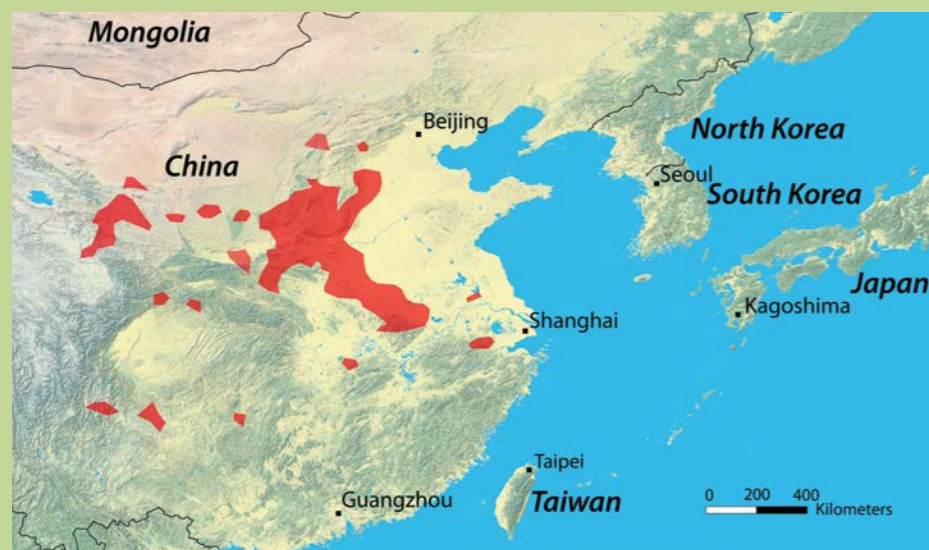 Mongolia
Beijing
China
North Korea
Seoul
South Korea
Japan
Kagoshima
Shanghai
Taipei
Taiwan
Guangzhou
0 200 400
Kilometers